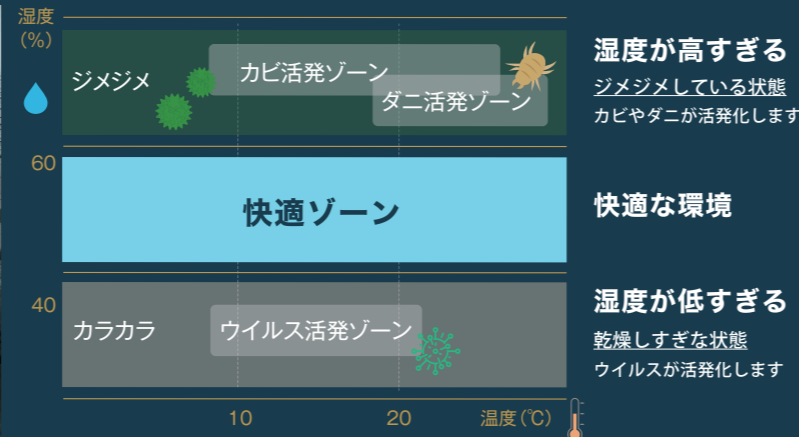 湿度
(%)
ジメジメ
カビ活発ゾーン
ダニ活発ゾーン
湿度が高すぎる
ジメジメしている状態
カビやダニが活発化します
60
快適ゾーン
快適な環境
40
カラカラ
ウイルス活発ゾーン
湿度が低すぎる
乾燥しすぎな状態
ウイルスが活発化します
10
20
温度(℃)